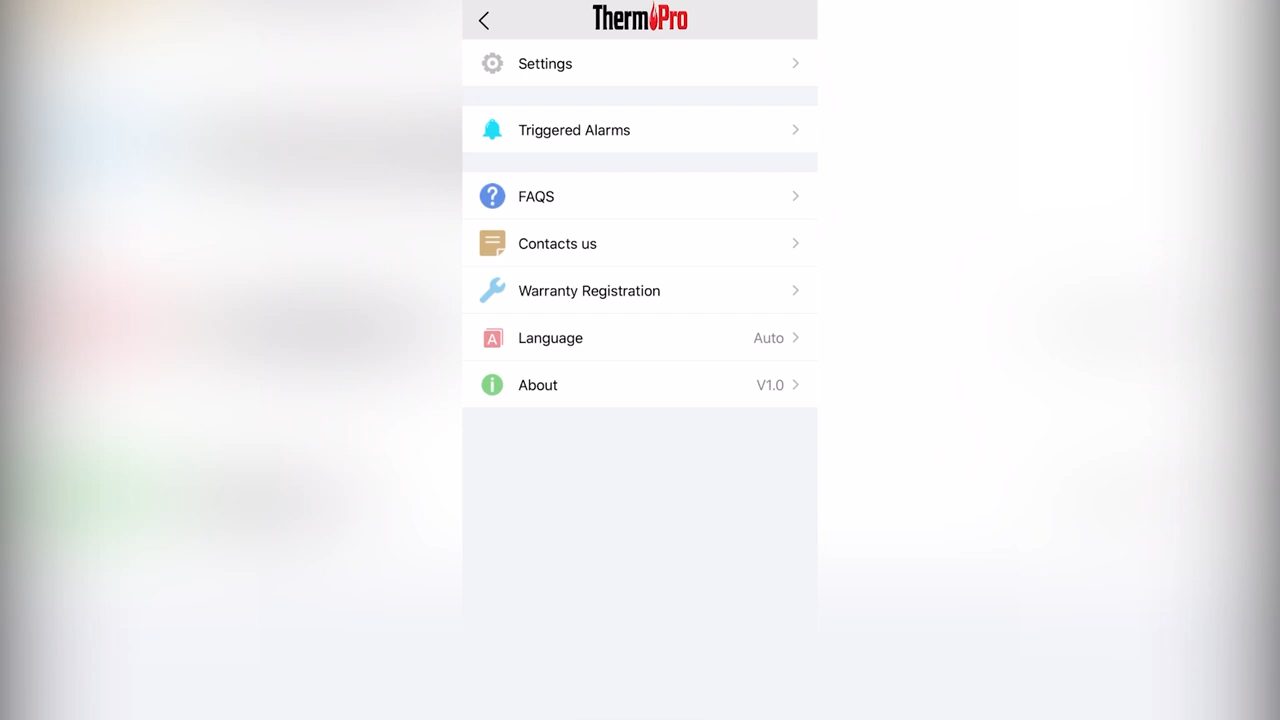 ThermoPro
Settings
Triggered Alarms
FAQS
Contacts us
Warranty Registration
Language Auto
About V1.0